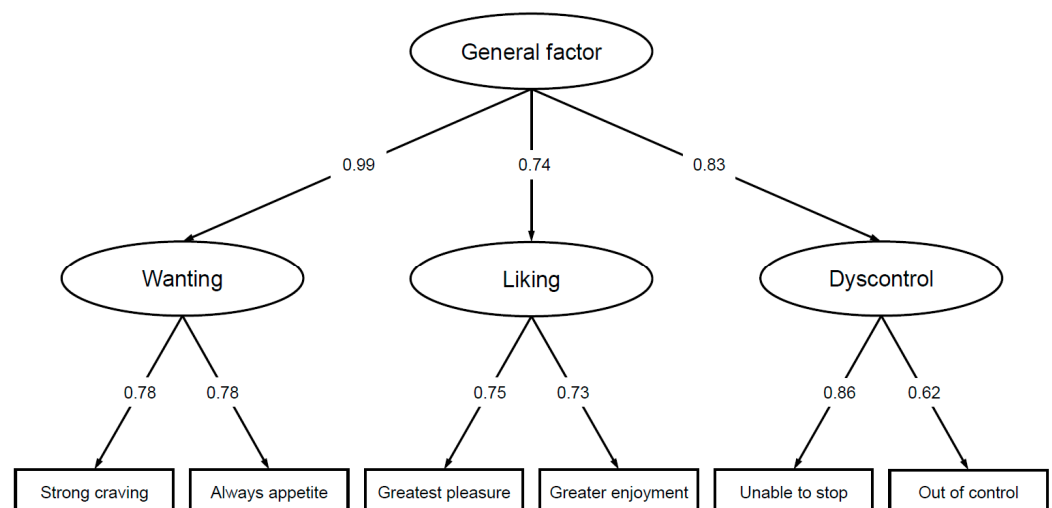 General factor
0.99
0.74
0.83
Wanting
Liking
Dyscontrol
0.78
0.78
0.75
0.73
0.86
0.62
Strong craving
Always appetite
Greatest pleasure
Greater enjoyment
Unable to stop
Out of control